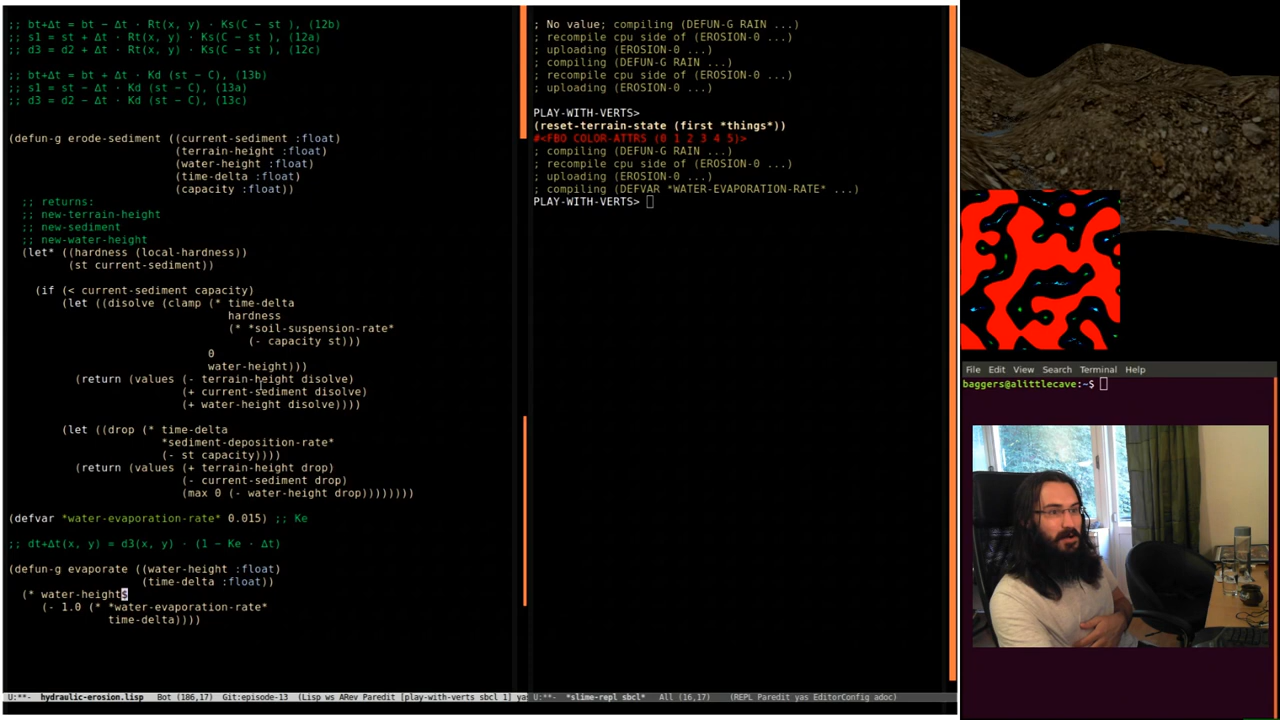 ;; bt+Δt = bt − Δt · Rt(x, y) · Ks(C − st ), (12b)
;; s1 = st + Δt · Rt(x, y) · Ks(C − st ), (12a)
;; d3 = d2 + Δt · Rt(x, y) · Ks(C − st ), (12c)
;; bt+Δt = bt + Δt · Kd (st − C), (13b)
;; s1 = st − Δt · Kd (st − C), (13a)
;; d3 = d2 − Δt · Kd (st − C), (13c)
(defun-g erode-sediment ((current-sediment :float)
(terrain-height :float)
(water-height :float)
(time-delta :float)
(capacity :float))
;; returns:
;; new-terrain-height
;; new-sediment
;; new-water-height
(let* ((hardness (local-hardness))
(st current-sediment))
(if (< current-sediment capacity)
(let ((disolve (clamp (* time-delta
hardness
(* *soil-suspension-rate*
(- capacity st)))
0
water-height)))
(return (values (- terrain-height disolve)
(+ current-sediment disolve)
(+ water-height disolve))))
(let ((drop (* time-delta
*sediment-deposition-rate*
(- st capacity))))
(return (values (+ terrain-height drop)
(- current-sediment drop)
(max 0 (- water-height drop))))))))
(defvar *water-evaporation-rate* 0.015) ;; Ke
;; dt+Δt(x, y) = d3(x, y) · (1 − Ke · Δt)
(defun-g evaporate ((water-height :float)
(time-delta :float))
(* water-height$
(- 1.0 (* *water-evaporation-rate*
time-delta))))
U:**- hydraulic-erosion.lisp Bot (186,17) Git:episode-13 (Lisp ws ARev Paredit [play-with-verts sbcl 1] yas
; No value; compiling (DEFUN-G RAIN ...)
; recompile cpu side of (EROSION-0 ...)
; uploading (EROSION-0 ...)
; compiling (DEFUN-G RAIN ...)
; recompile cpu side of (EROSION-0 ...)
; uploading (EROSION-0 ...)
PLAY-WITH-VERTS>
(reset-terrain-state (first *things*))
#<FBO COLOR-ATTRS (0 1 2 3 4 5)>
; compiling (DEFUN-G RAIN ...)
; recompile cpu side of (EROSION-0 ...)
; uploading (EROSION-0 ...)
; compiling (DEFVAR *WATER-EVAPORATION-RATE* ...)
PLAY-WITH-VERTS>
U:**- *slime-repl sbcl* All (16,17) (REPL Paredit yas EditorConfig adoc)
File Edit View Search Terminal Help
baggers@alittlecave:~$